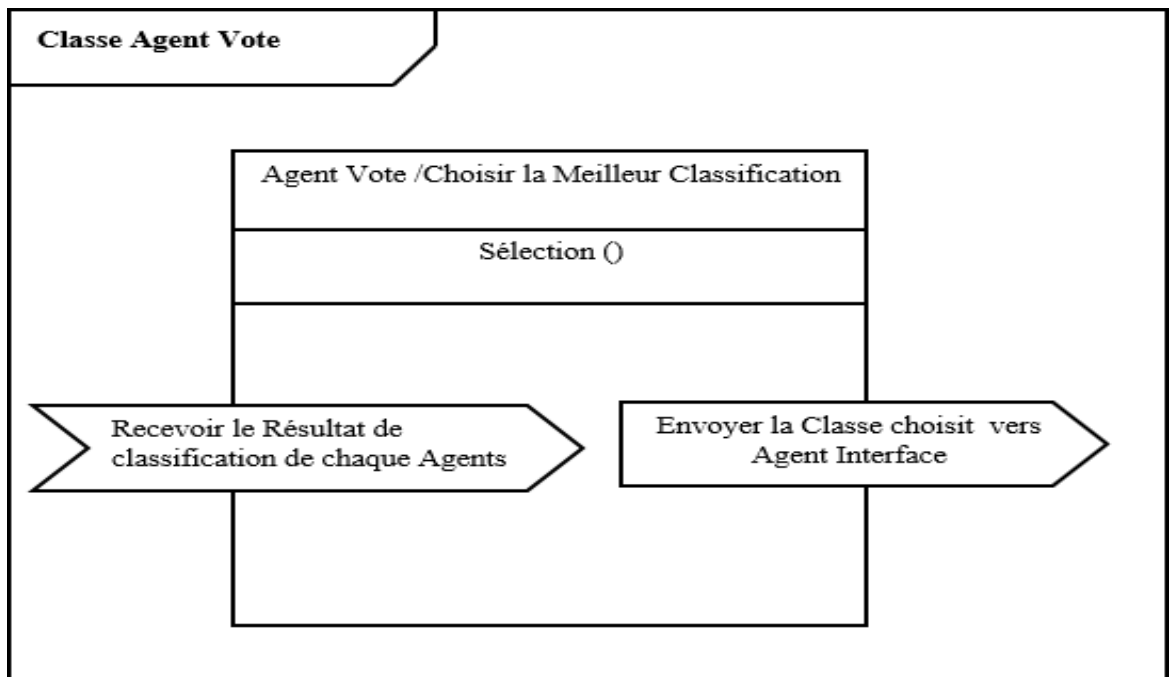 Classe Agent Vote
Agent Vote /Choisir la Meilleur Classification
Sélection ()
Recevoir le Résultat de
classification de chaque Agents
Envoyer la Classe choisit vers
Agent Interface